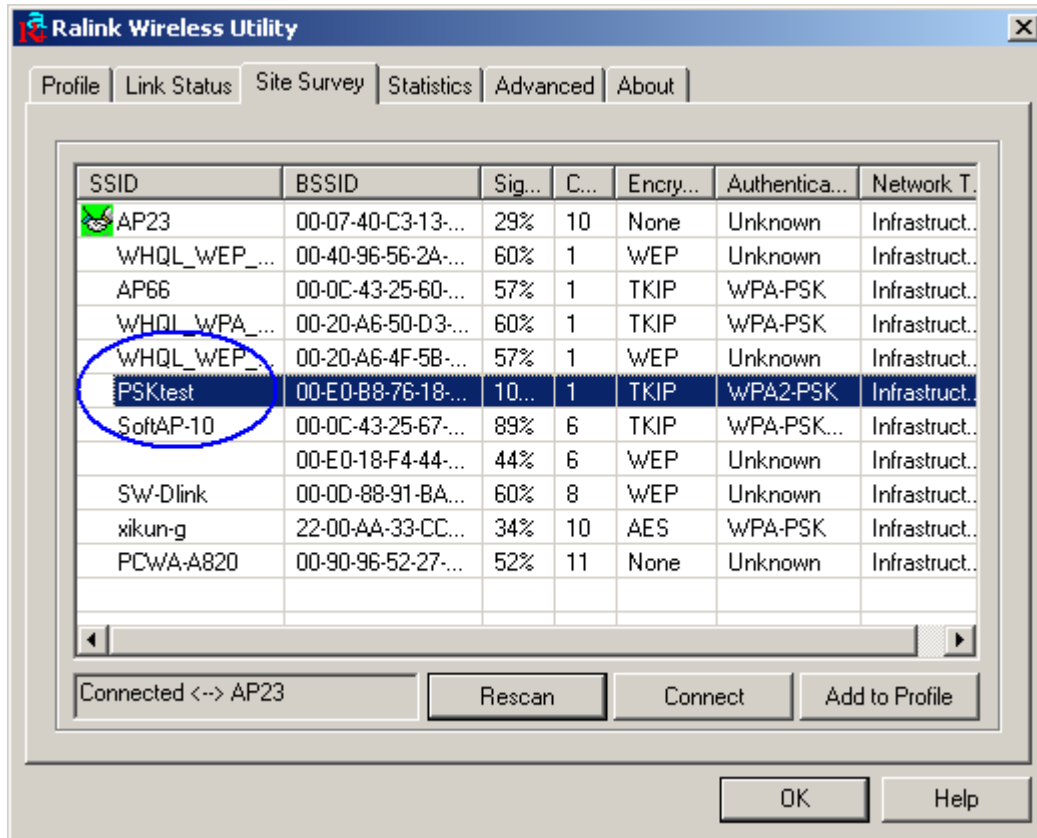 Ralink Wireless Utility
Profile Link Status Site Survey Statistics Advanced About
SSID BSSID Sig... C... Encry... Authentica... Network T.
AP23 00-07-40-C3-13-... 29% 10 None Unknown Infrastruct..
WHQL_WEP_... 00-40-96-56-2A-... 60% 1 WEP Unknown Infrastruct..
AP66 00-0C-43-25-60-... 57% 1 TKIP WPA-PSK Infrastruct..
WHQL_WPA_... 00-20-A6-50-D3-... 60% 1 TKIP WPA-PSK Infrastruct..
WHQL_WEP_... 00-20-A6-4F-5B-... 57% 1 WEP Unknown Infrastruct..
PSKtest 00-E0-B8-76-18-... 10... 1 TKIP WPA2-PSK Infrastruct..
SoftAP-10 00-0C-43-25-67-... 89% 6 TKIP WPA-PSK... Infrastruct..
00-E0-18-F4-44-... 44% 6 WEP Unknown Infrastruct..
SW-Dlink 00-0D-88-91-BA... 60% 8 WEP Unknown Infrastruct..
xikun-g 22-00-AA-33-CC... 34% 10 AES WPA-PSK Infrastruct..
PCWA-A820 00-90-96-52-27-... 52% 11 None Unknown Infrastruct..
Connected <--> AP23 Rescan Connect Add to Profile
OK Help